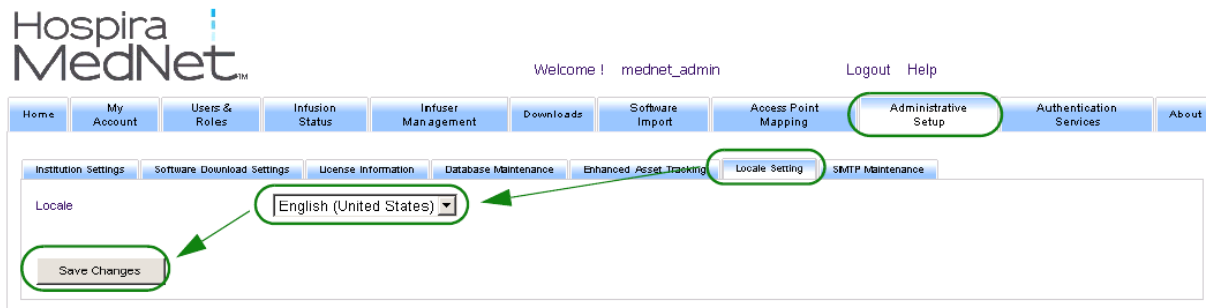 Hospira
MedNet™
Welcome ! mednet_admin Logout Help
Home My Account Users & Roles Infusion Status Infuser Management Downloads Software Import Access Point Mapping Administrative Setup Authentication Services About
Institution Settings Software Download Settings License Information Database Maintenance Enhanced Asset Tracking Locale Setting SMTP Maintenance
Locale English (United States)
Save Changes